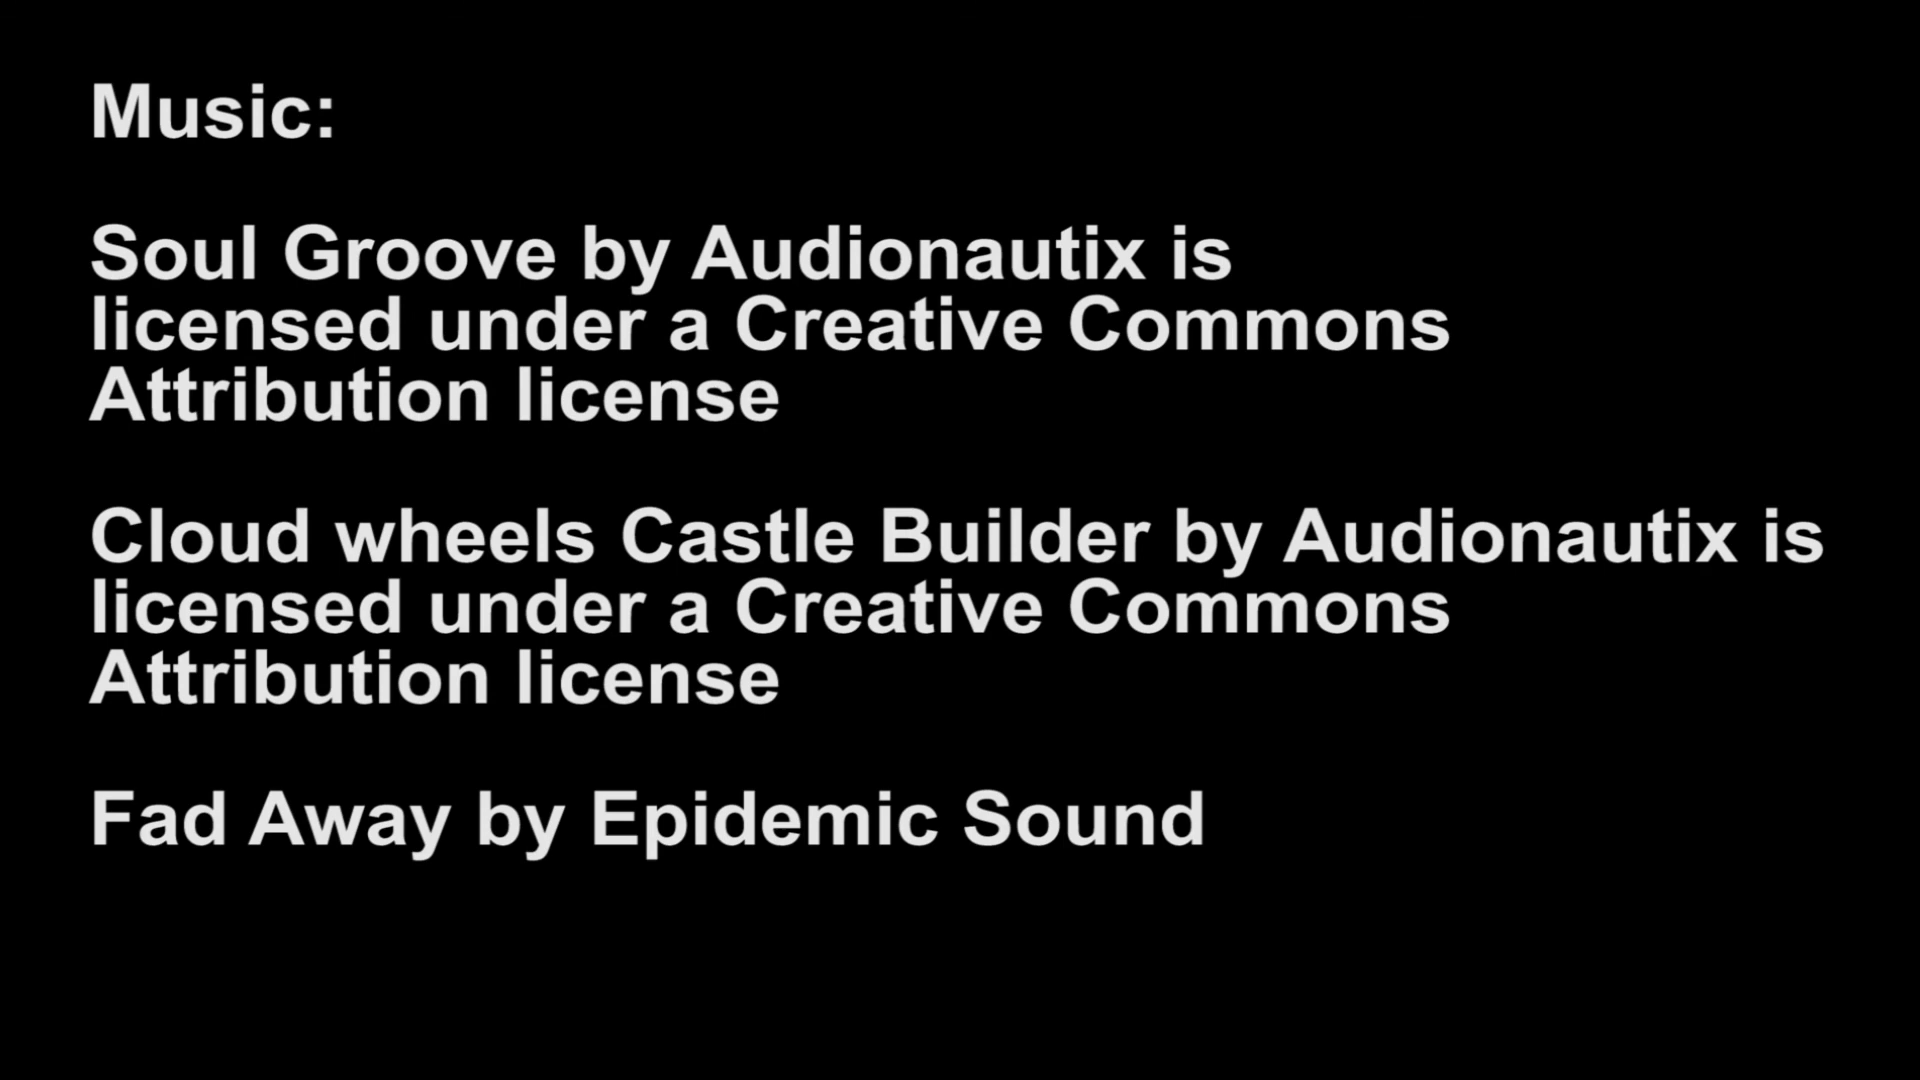 Music:
Soul Groove by Audionautix is
licensed under a Creative Commons
Attribution license
Cloud wheels Castle Builder by Audionautix is
licensed under a Creative Commons
Attribution license
Fad Away by Epidemic Sound